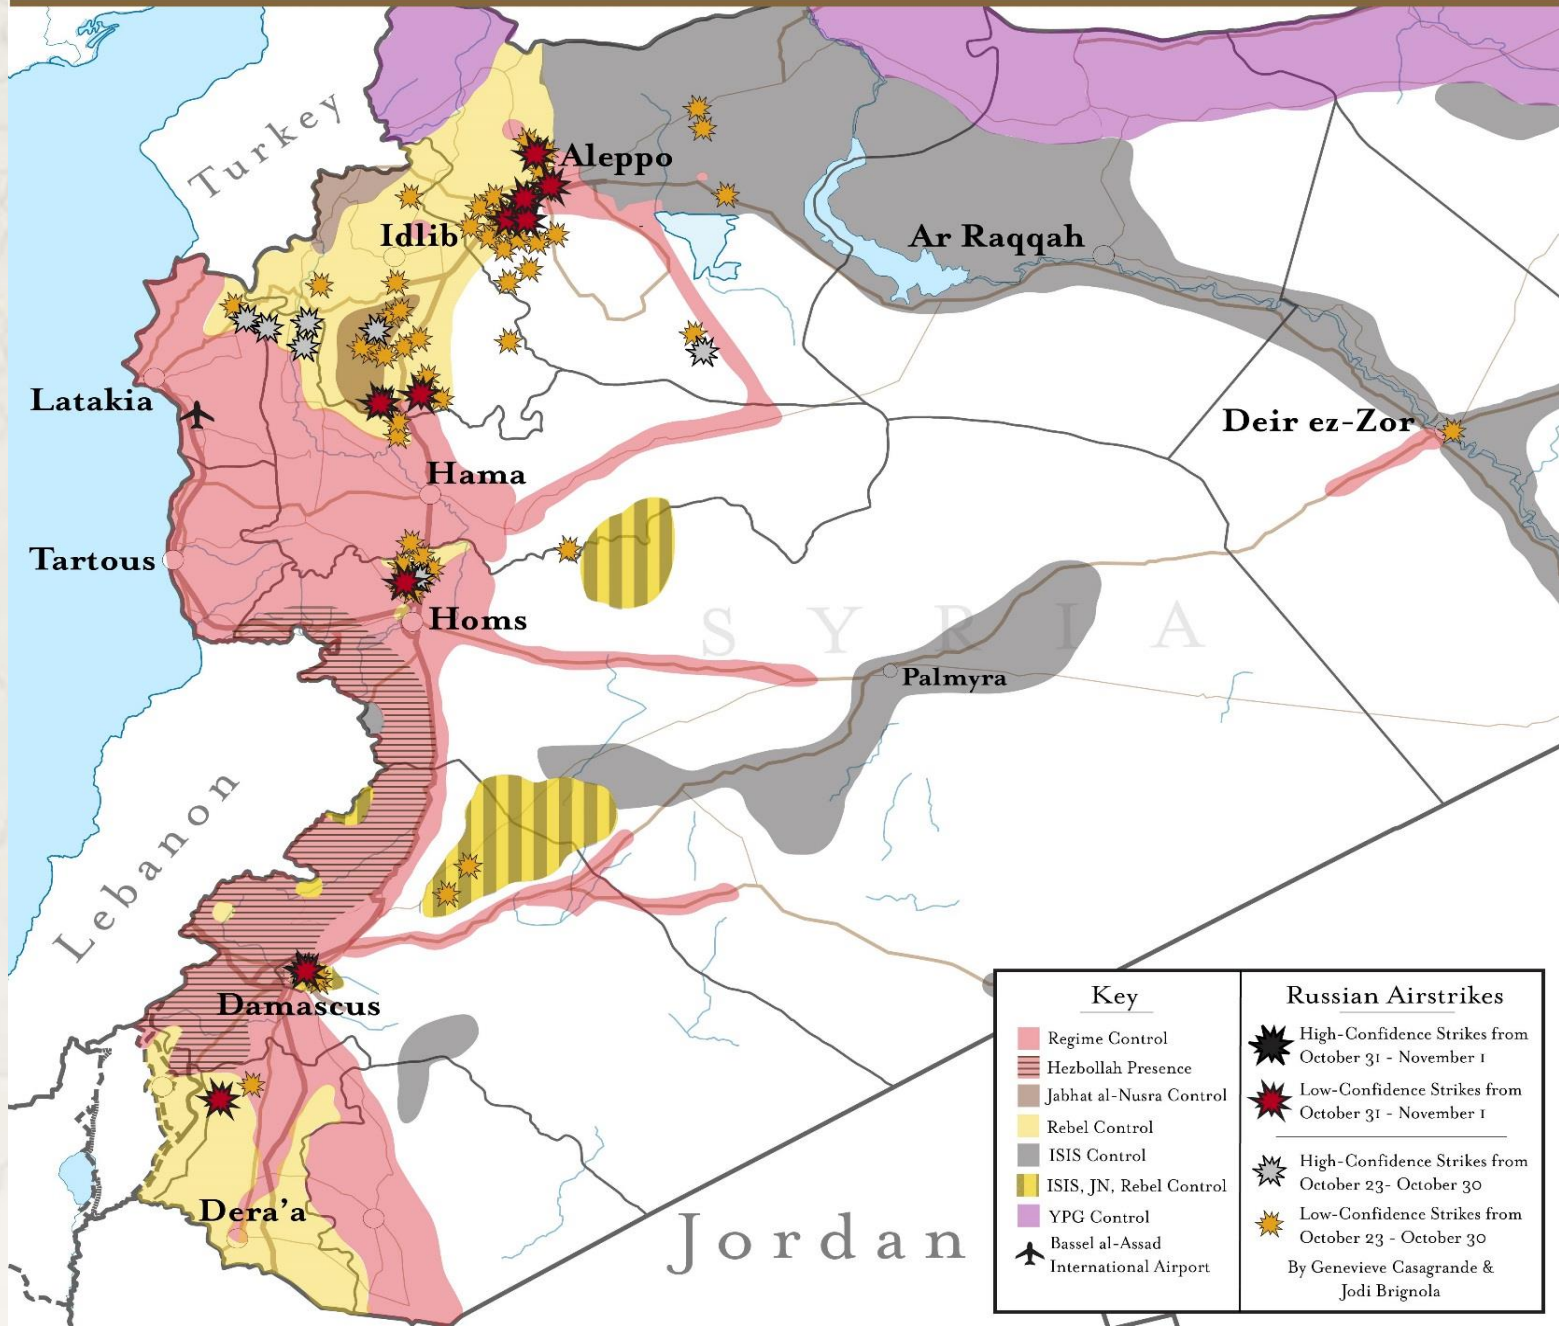 Turkey
Aleppo
Idlib
Ar Raqqah
Latakia
Deir ez-Zor
Hama
Tartous
Homs
SYRIA
Palmyra
Lebanon
Damascus
Dera'a
Jordan
Key
Regime Control
Hezbollah Presence
Jabhat al-Nusra Control
Rebel Control
ISIS Control
ISIS, JN, Rebel Control
YPG Control
Bassel al-Assad
International Airport
Russian Airstrikes
High-Confidence Strikes from
October 31 - November 1
Low-Confidence Strikes from
October 31 - November 1
High-Confidence Strikes from
October 23- October 30
Low-Confidence Strikes from
October 23 - October 30
By Genevieve Casagrande &
Jodi Brignola